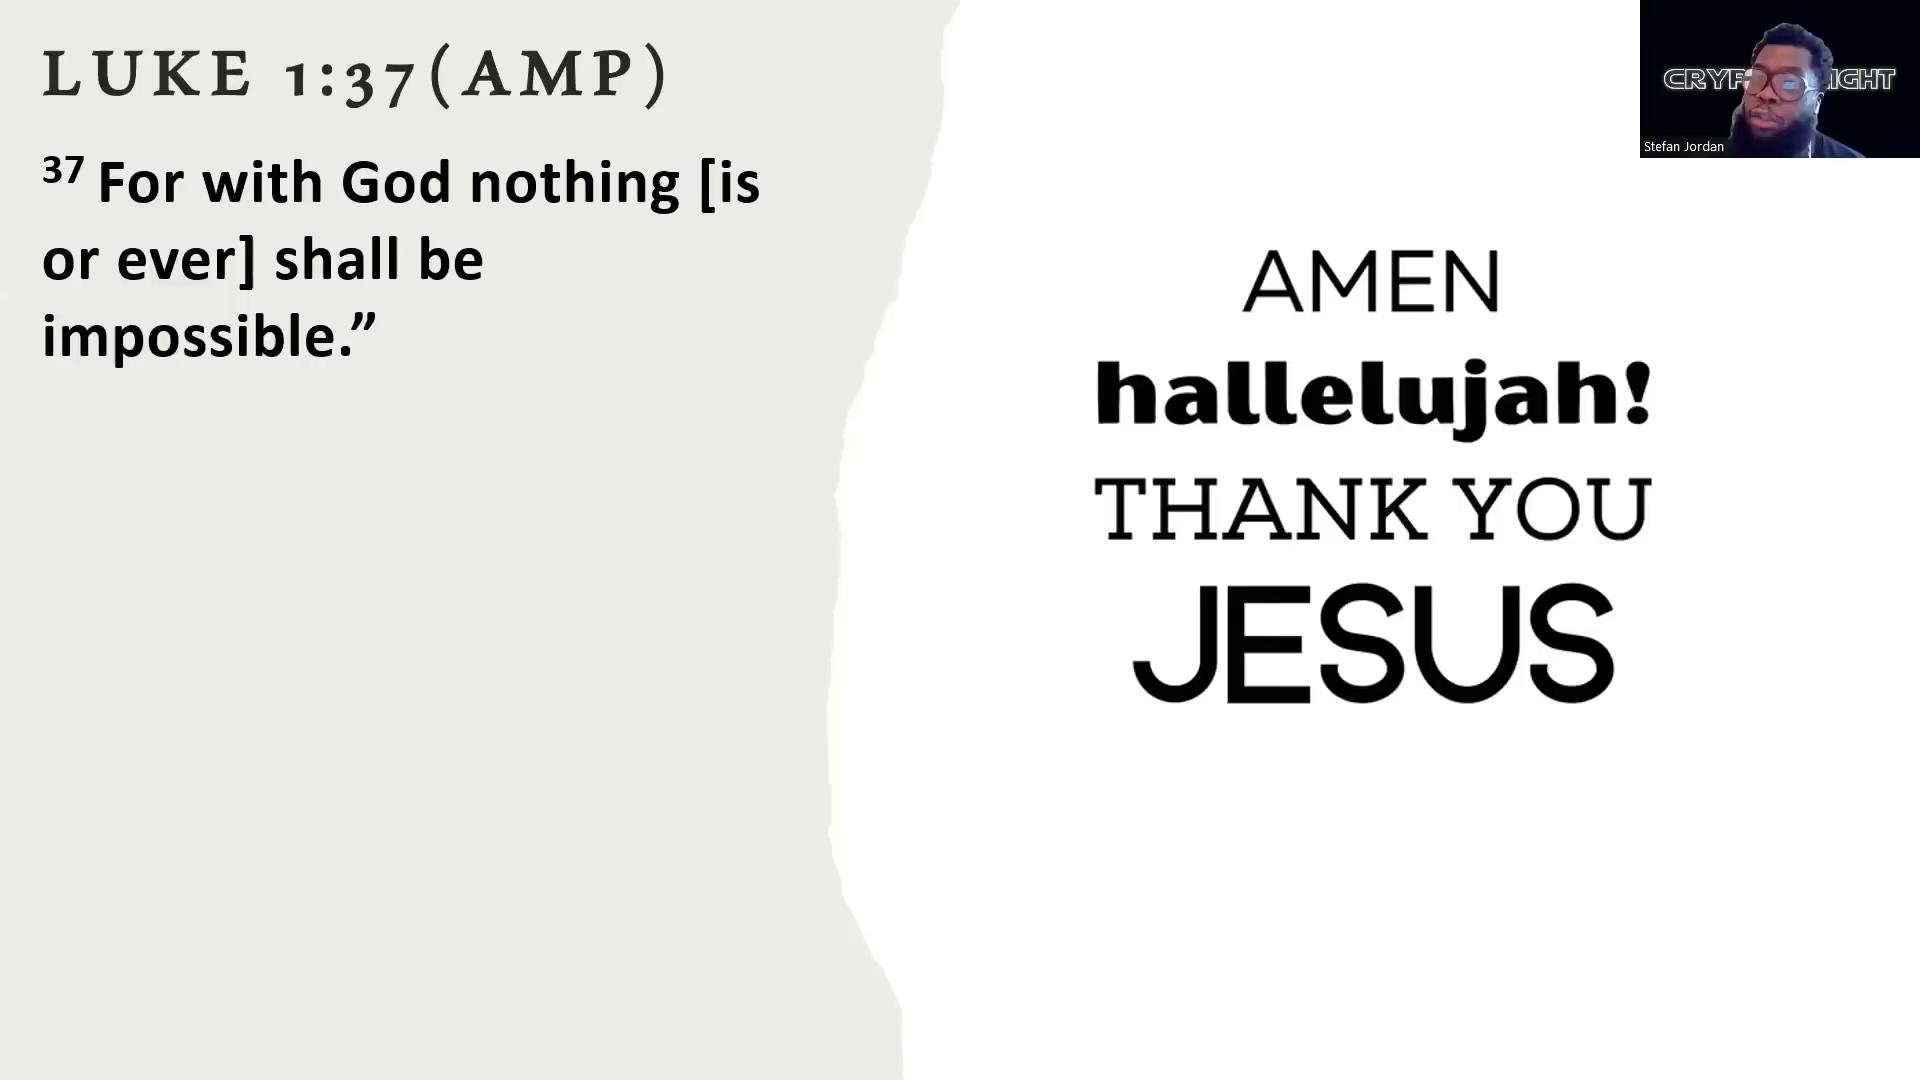 LUKE 1:37(AMP)
37 For with God nothing [is
or ever] shall be
impossible.”
AMEN
hallelujah!
THANK YOU
JESUS
Stefan Jordan